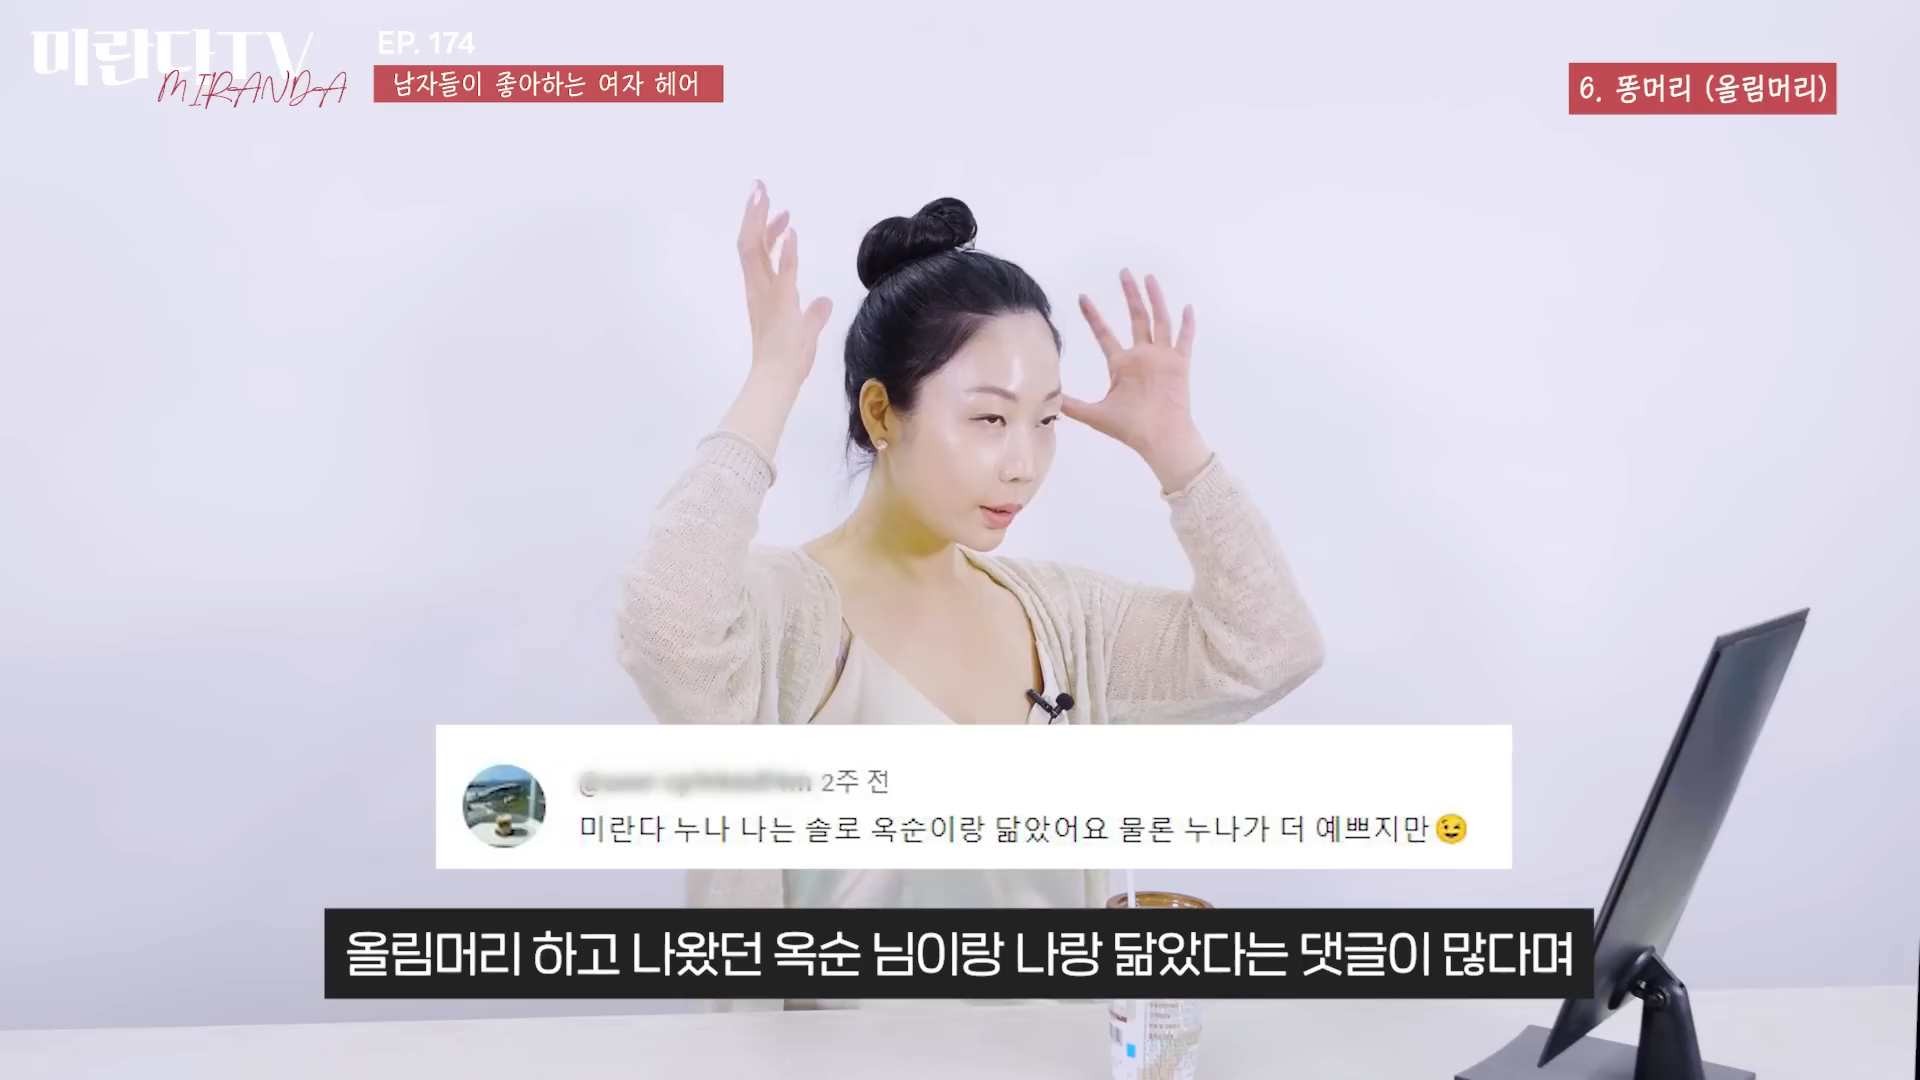 미란다TV
MIRANDA
EP. 174
남자들이 좋아하는 여자 헤어
6. 똥머리 (올림머리)
2주 전
미란다 누나 나는 솔로 옥순이랑 닮았어요 물론 누나가 더 예쁘지만😉
올림머리 하고 나왔던 옥순 님이랑 나랑 닮았다는 댓글이 많다며